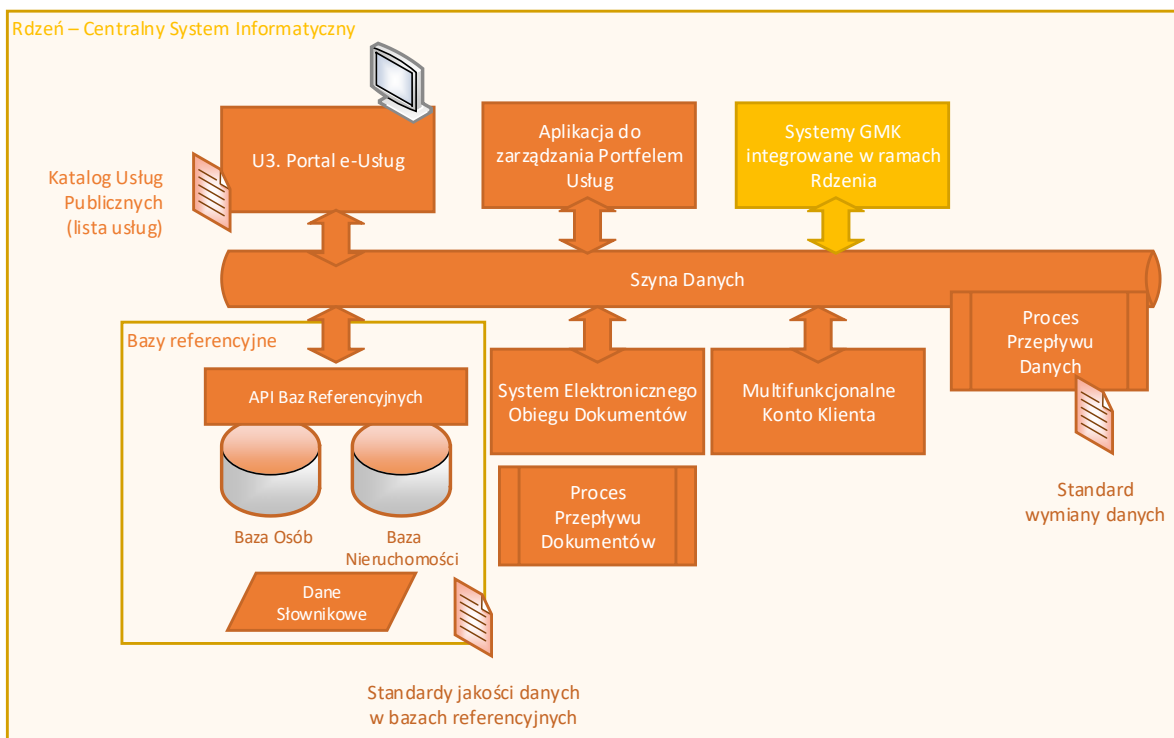 Rdzeń – Centralny System Informatyczny
U3. Portal e-Usług
Katalog Usług
Publicznych
(lista usług)
Aplikacja do
zarządzania Portfelem
Usług
Systemy GMK
integrowane w ramach
Rdzenia
Szyna Danych
Proces
Przepływu
Danych
Standard
wymiany danych
Bazy referencyjne
API Baz Referencyjnych
Baza Osób
Baza
Nieruchomości
Dane
Słownikowe
Standardy jakości danych
w bazach referencyjnych
System Elektronicznego
Obiegu Dokumentów
Proces
Przepływu
Dokumentów
Multifunkcjonalne
Konto Klienta